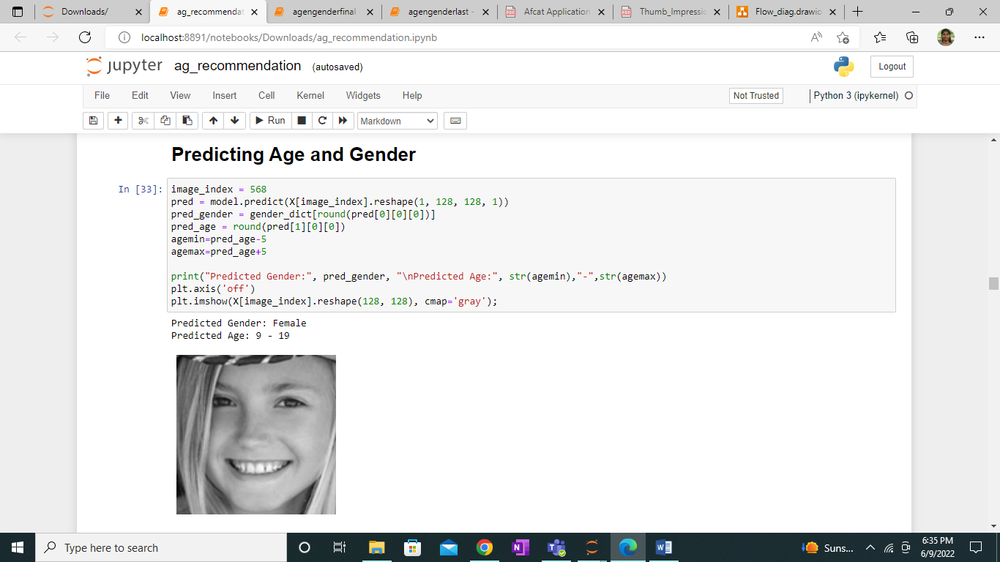 Downloads/
ag_recommendat
agengenderfinal -
agengenderlast -
Afcat Application
Thumb_Impressic
Flow_diag.drawio
localhost:8891/notebooks/Downloads/ag_recommendation.ipynb
jupyter ag_recommendation (autosaved)
Logout
File Edit View Insert Cell Kernel Widgets Help
Not Trusted
Python 3 (ipykernel)
Run
Markdown
Predicting Age and Gender
In [33]:
image_index = 568
pred = model.predict(X[image_index].reshape(1, 128, 128, 1))
pred_gender = gender_dict[round(pred[0][0][0])]
pred_age = round(pred[1][0][0])
agemin=pred_age-5
agemax=pred_age+5
print("Predicted Gender:", pred_gender, "\nPredicted Age:", str(agemin),"-",str(agemax))
plt.axis('off')
plt.imshow(X[image_index].reshape(128, 128), cmap='gray');
Predicted Gender: Female
Predicted Age: 9 - 19
Type here to search
Suns...
6:35 PM
6/9/2022